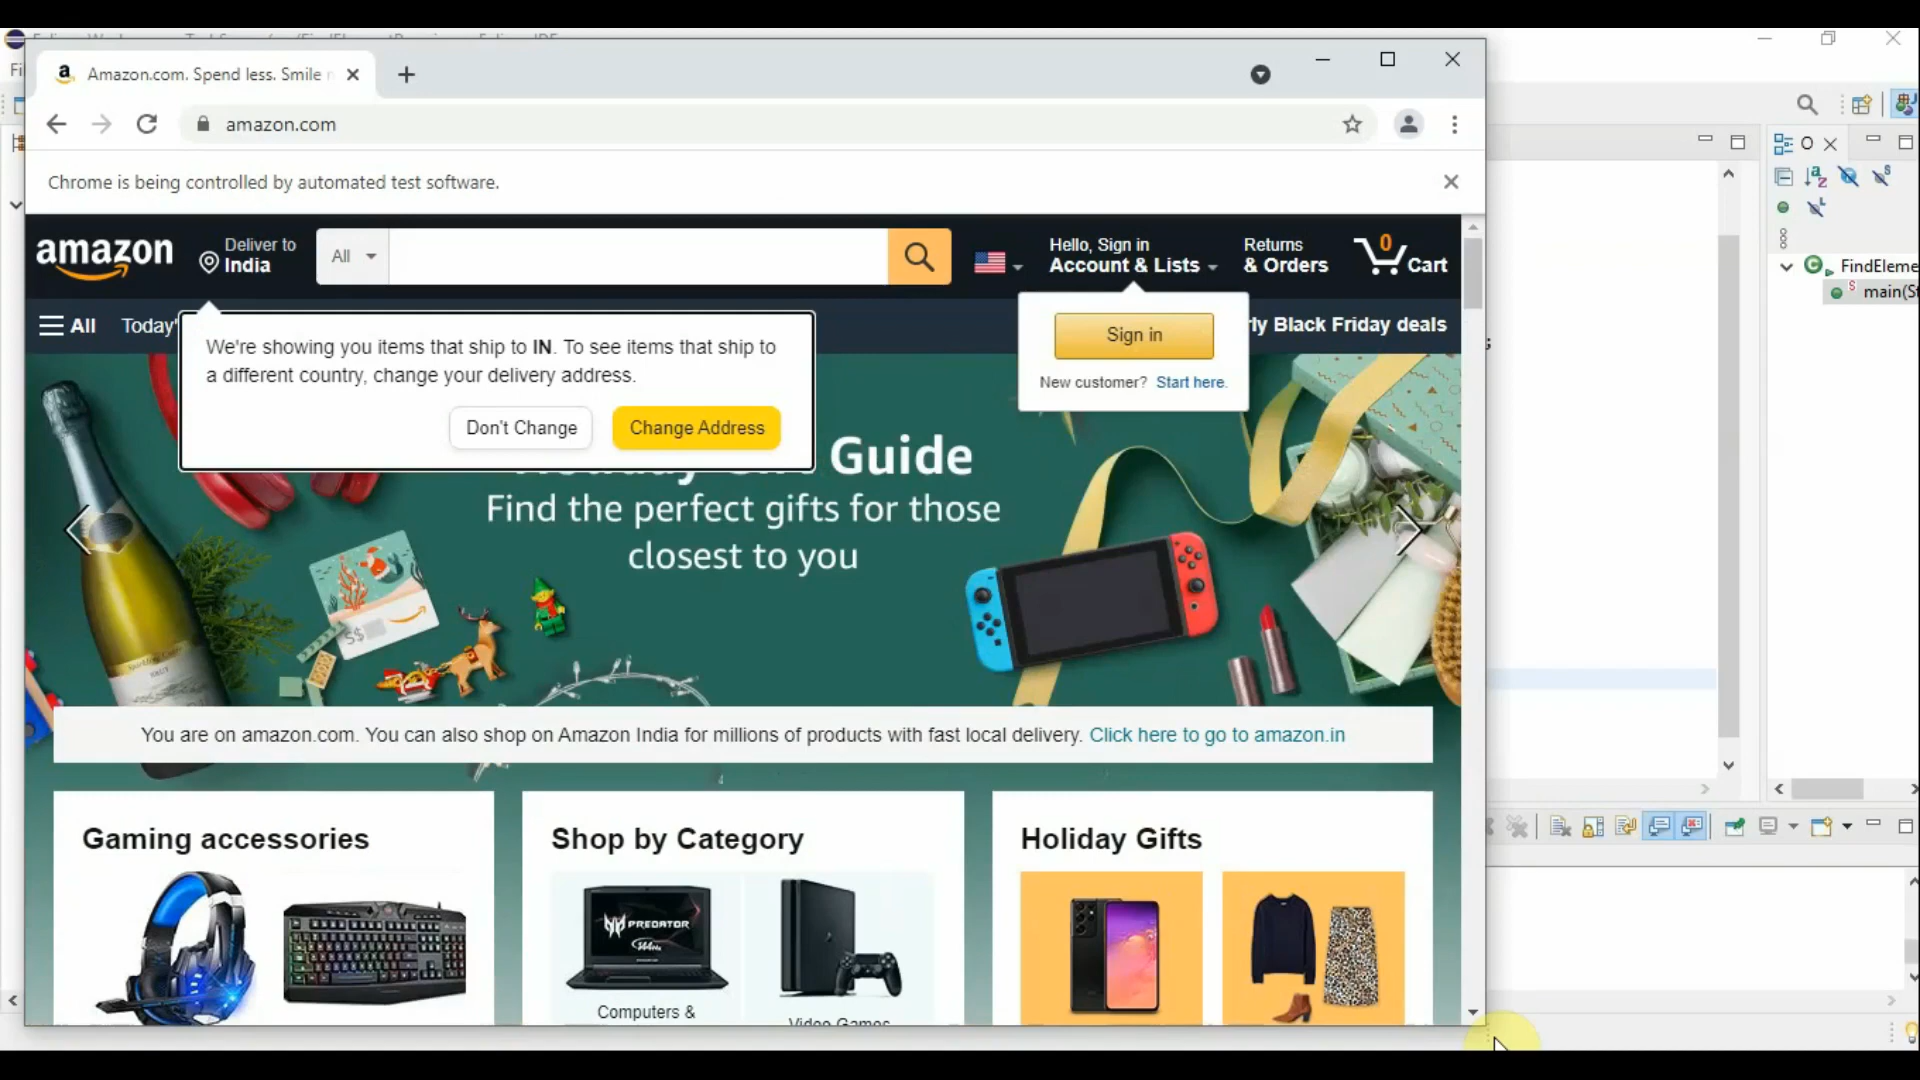 Amazon.com. Spend less. Smile
amazon.com
Chrome is being controlled by automated test software.
amazon
Deliver to
India
All
Hello, Sign in
Account & Lists
Returns
& Orders
0
Cart
All
Today'
rly Black Friday deals
We're showing you items that ship to IN. To see items that ship to
a different country, change your delivery address.
Don't Change
Change Address
Sign in
New customer? Start here.
Guide
Find the perfect gifts for those
closest to you
S$
BRUT
You are on amazon.com. You can also shop on Amazon India for millions of products with fast local delivery. Click here to go to amazon.in
Gaming accessories
Shop by Category
Holiday Gifts
PREDATOR
Computers &
Video Games
FindEleme
main(St